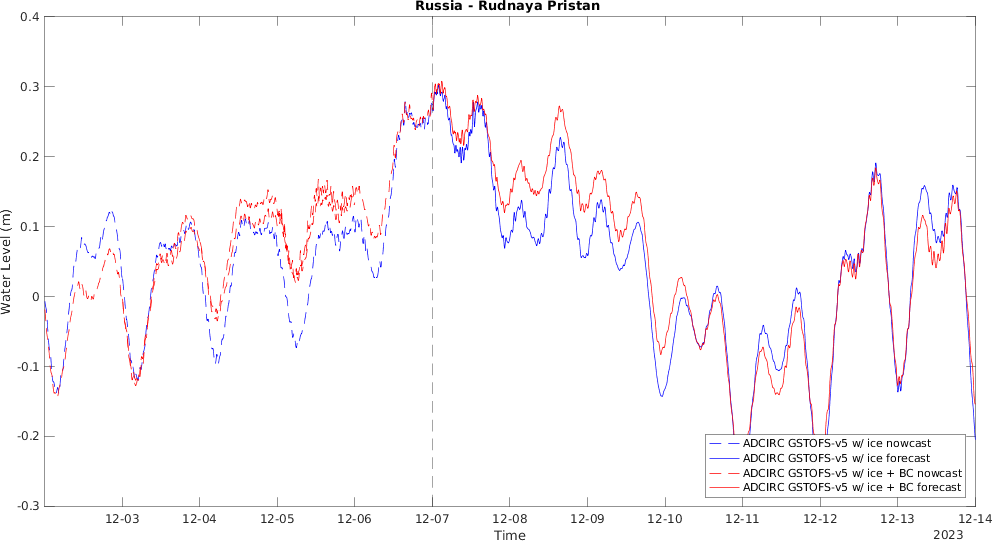 Russia - Rudnaya Pristan
0.4
0.3
0.2
0.1
0
-0.1
-0.2
-0.3
Water Level (m)
ADCIRC GSTOFS-v5 w/ ice nowcast
ADCIRC GSTOFS-v5 w/ ice forecast
ADCIRC GSTOFS-v5 w/ ice + BC nowcast
ADCIRC GSTOFS-v5 w/ ice + BC forecast
12-03 12-04 12-05 12-06 12-07 12-08 12-09 12-10 12-11 12-12 12-13 12-14
Time
2023